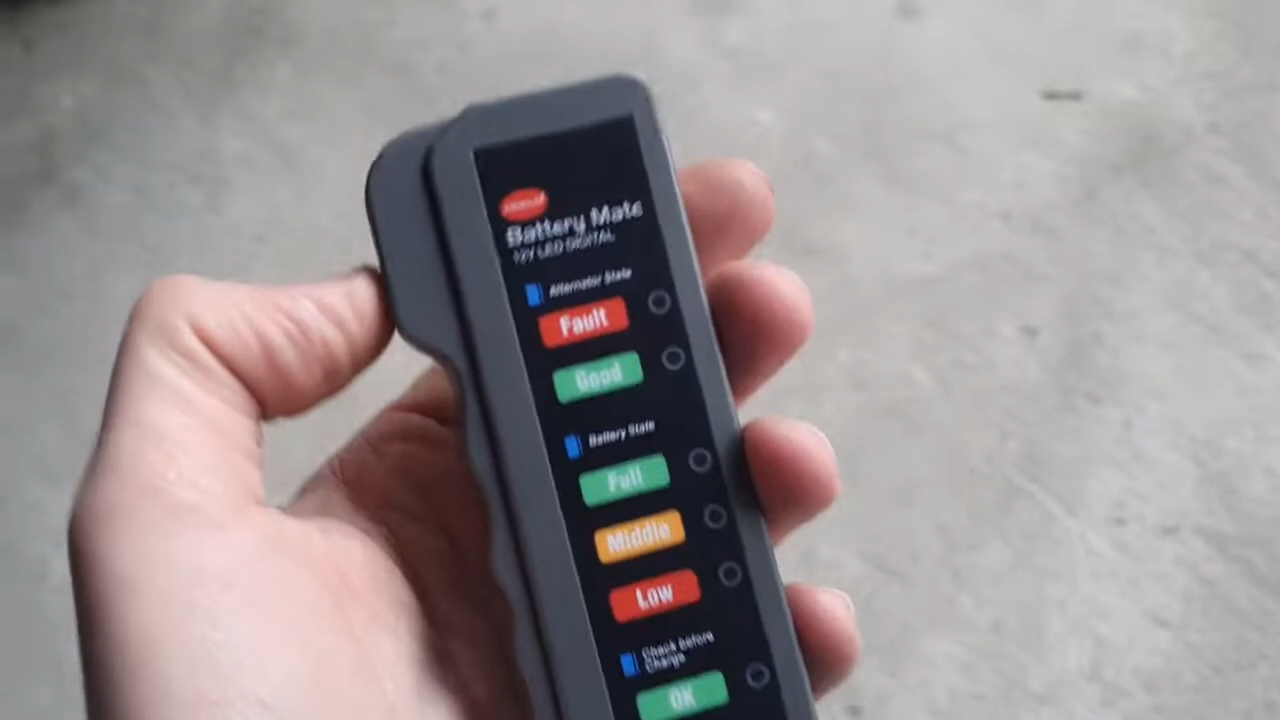 Battery Mate
12V LED DIGITAL
Alternator State
Fault
Good
Battery State
Full
Middle
Low
Check before
Charge
OK